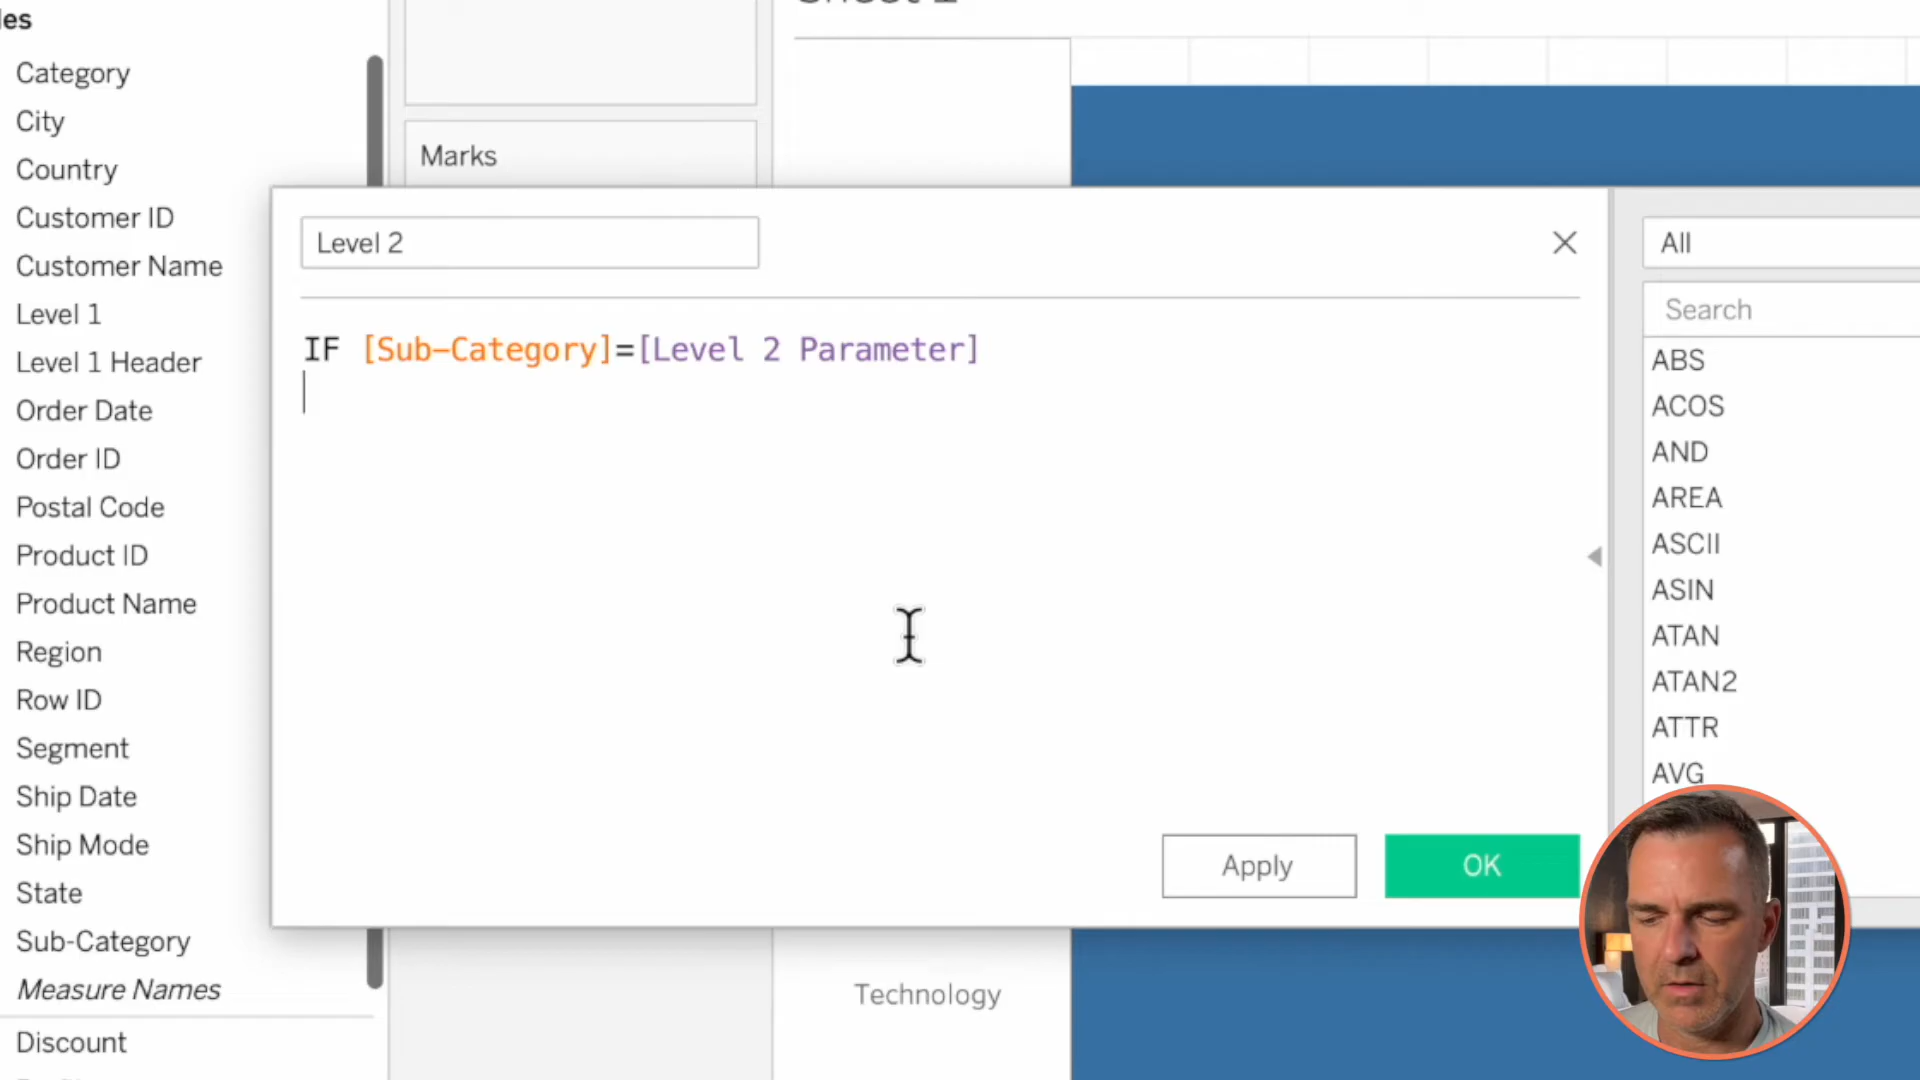 les
Category
City
Country
Customer ID
Customer Name
Level 1
Level 1 Header
Order Date
Order ID
Postal Code
Product ID
Product Name
Region
Row ID
Segment
Ship Date
Ship Mode
State
Sub-Category
Measure Names
Discount
Marks
Level 2
IF [Sub-Category]=[Level 2 Parameter]
Apply
OK
All
Search
ABS
ACOS
AND
AREA
ASCII
ASIN
ATAN
ATAN2
ATTR
AVG
Technology